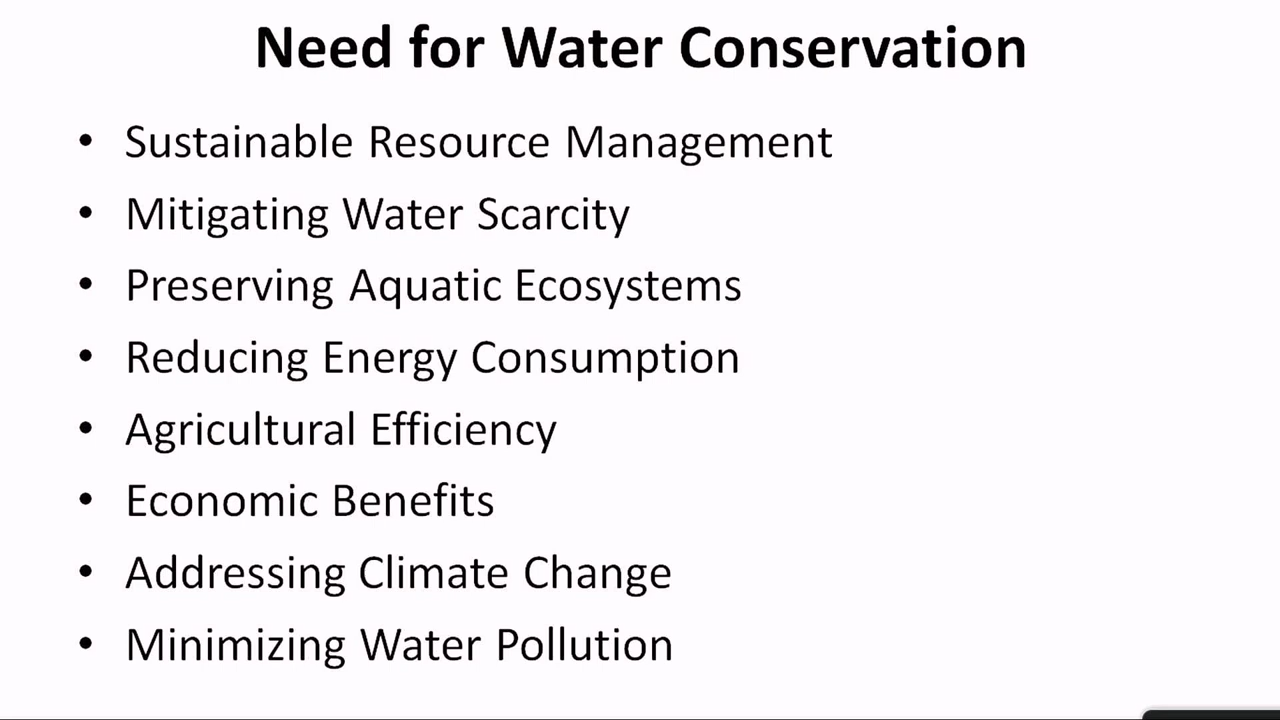 Need for Water Conservation
• Sustainable Resource Management
• Mitigating Water Scarcity
• Preserving Aquatic Ecosystems
• Reducing Energy Consumption
• Agricultural Efficiency
• Economic Benefits
• Addressing Climate Change
• Minimizing Water Pollution